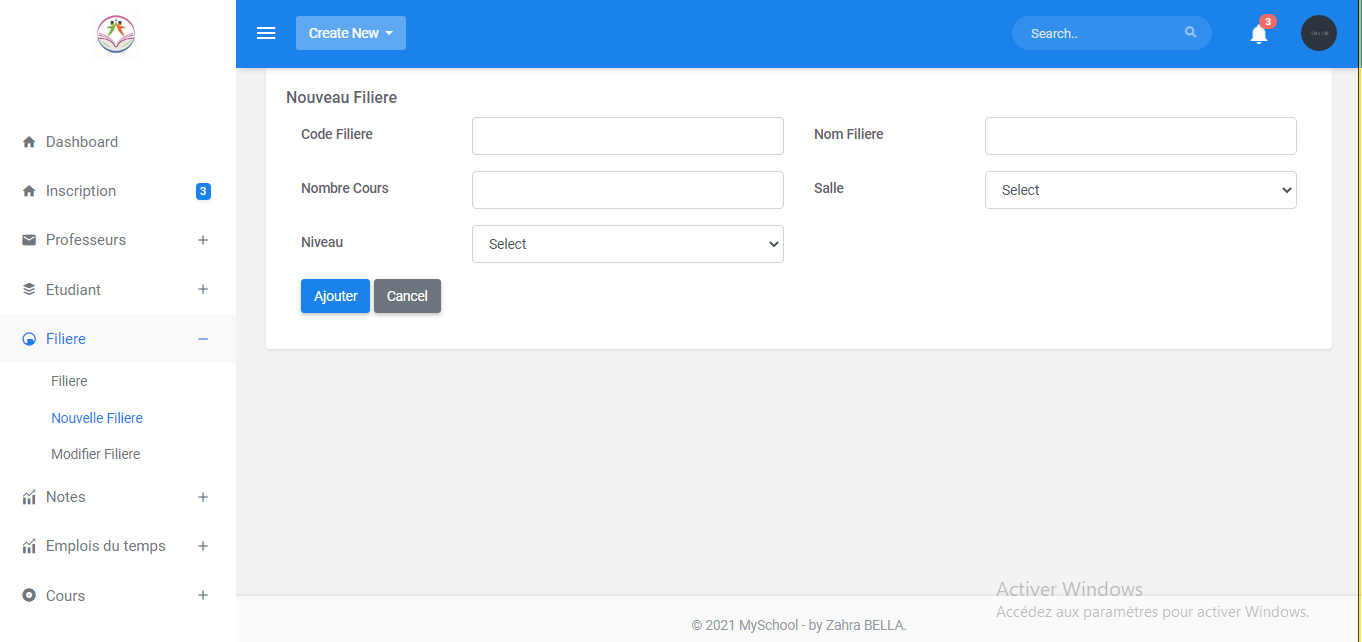 Create New
Search..
3
Nouveau Filiere
Code Filiere
Nom Filiere
Nombre Cours
Salle
Select
Niveau
Select
Ajouter
Cancel
Dashboard
Inscription
3
Professeurs
+
Etudiant
+
Filiere
−
Filiere
Nouvelle Filiere
Modifier Filiere
Notes
+
Emplois du temps
+
Cours
+
Activer Windows
Accédez aux paramètres pour activer Windows.
© 2021 MySchool - by Zahra BELLA.